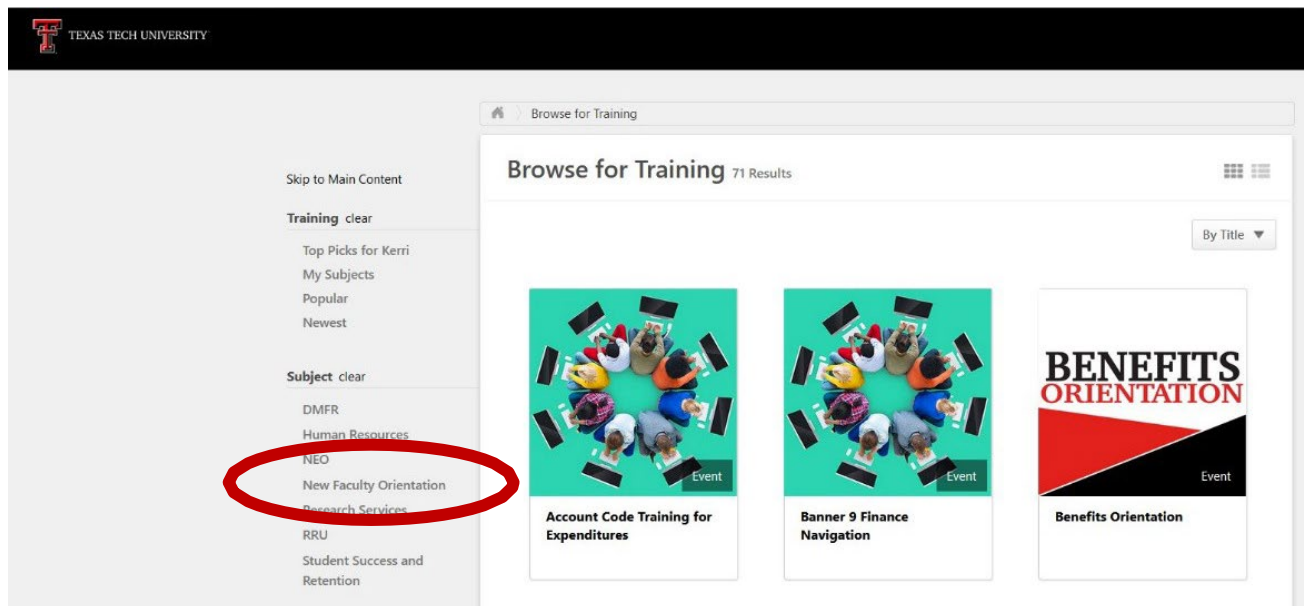 TEXAS TECH UNIVERSITY
Browse for Training
Skip to Main Content
Training clear
Top Picks for Kerri
My Subjects
Popular
Newest
Subject clear
DMFR
Human Resources
NEO
New Faculty Orientation
Research Services
RRU
Student Success and
Retention
Browse for Training 71 Results
By Title
Event
Account Code Training for
Expenditures
Event
Banner 9 Finance
Navigation
BENEFITS
ORIENTATION
Event
Benefits Orientation